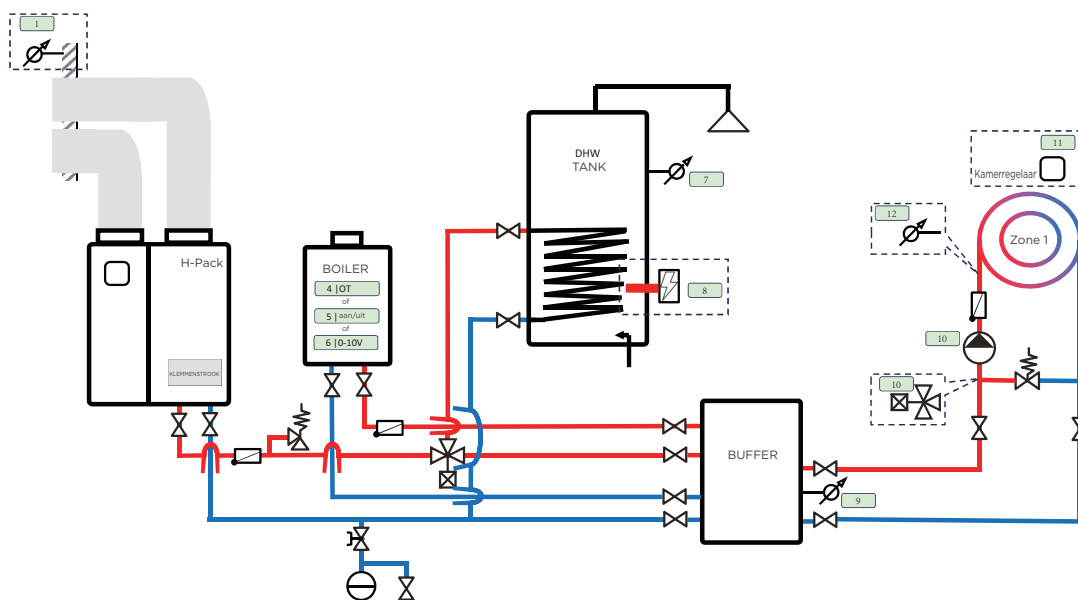 1
DHW
TANK
7
11
Kamerregelaar
12
Zone 1
H-Pack
BOILER
4 |OT
of
5 | aan/uit
of
6 |0-10V
8
10
KLEMMENSTROOK
10
BUFFER
9